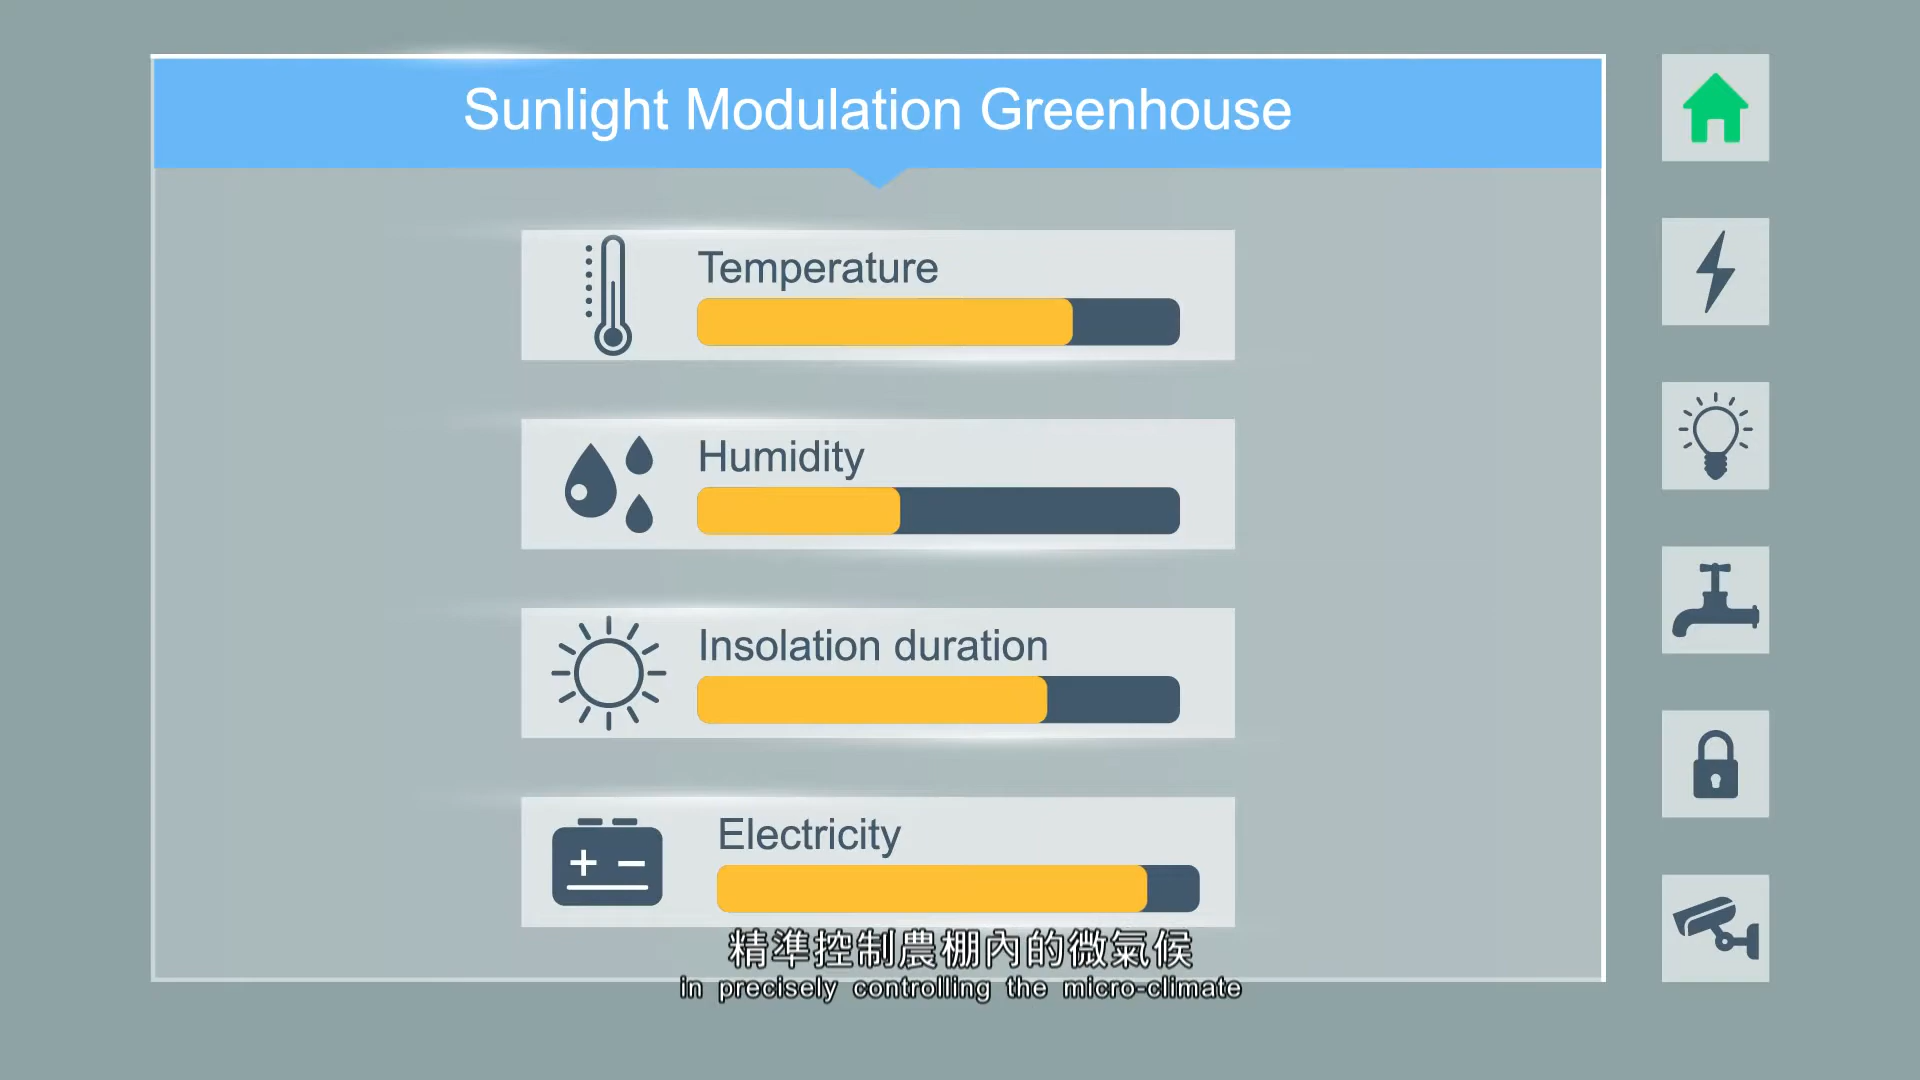 Sunlight Modulation Greenhouse
Temperature
Humidity
Insolation duration
Electricity
精準控制農棚內的微氣候
in precisely controlling the micro-climate